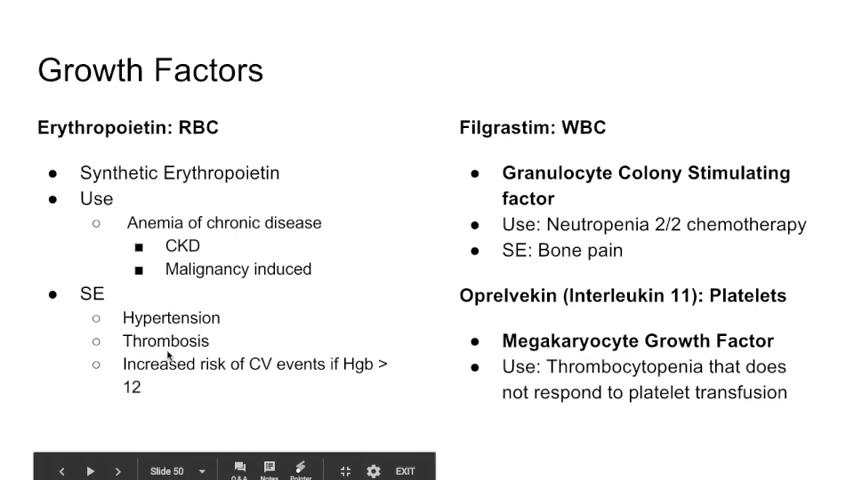 Growth Factors
Erythropoietin: RBC
Synthetic Erythropoietin
Use
Anemia of chronic disease
CKD
Malignancy induced
SE
Hypertension
Thrombosis
Increased risk of CV events if Hgb >
12
Filgrastim: WBC
Granulocyte Colony Stimulating
factor
Use: Neutropenia 2/2 chemotherapy
SE: Bone pain
Oprelvekin (Interleukin 11): Platelets
Megakaryocyte Growth Factor
Use: Thrombocytopenia that does
not respond to platelet transfusion
Slide 50
Q&A
Notes
Pointer
EXIT